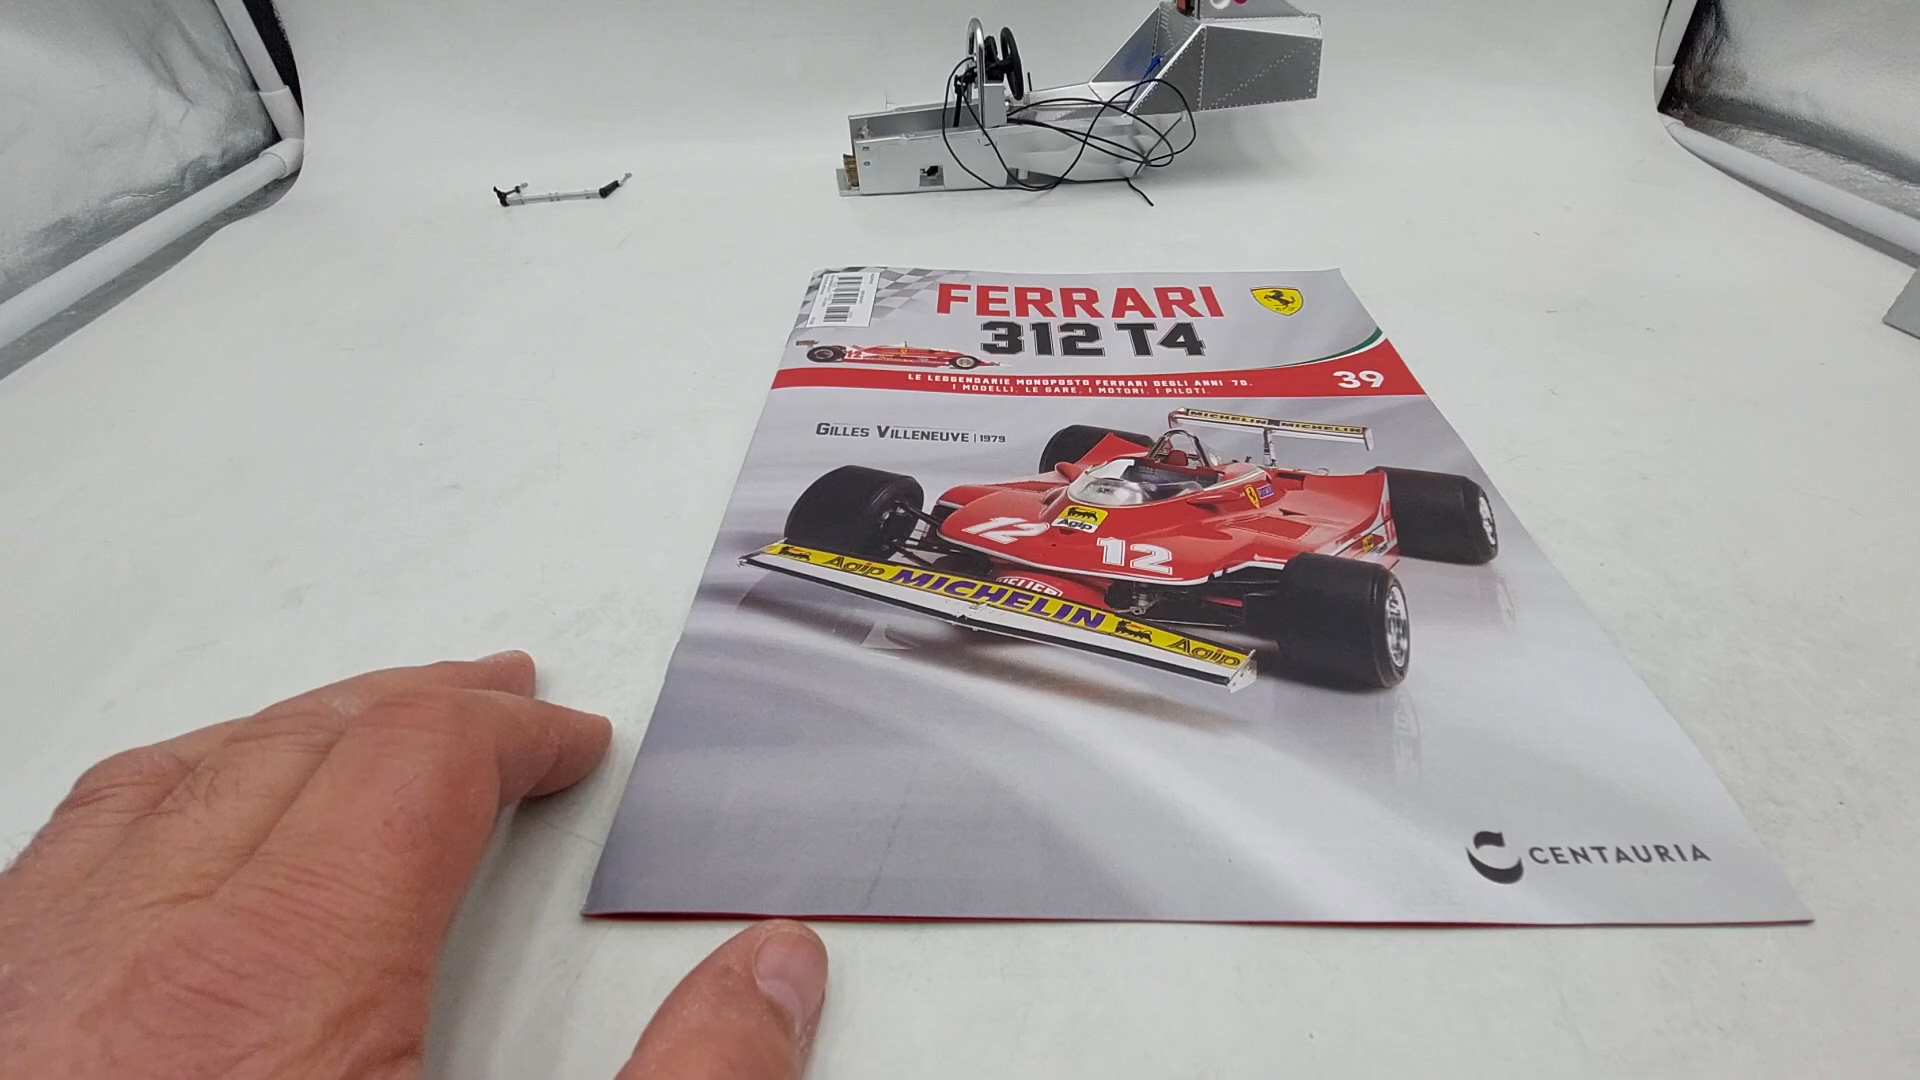 FERRARI
312 T4
LE LEGGENDARIE MONOPOSTO FERRARI DEGLI ANNI '70.
I MODELLI, LE GARE, I MOTORI, I PILOTI.
39
GILLES VILLENEUVE | 1979
MICHELIN MICHELIN
Agip
12
12
Agip MICHELIN Agip
CENTAURIA